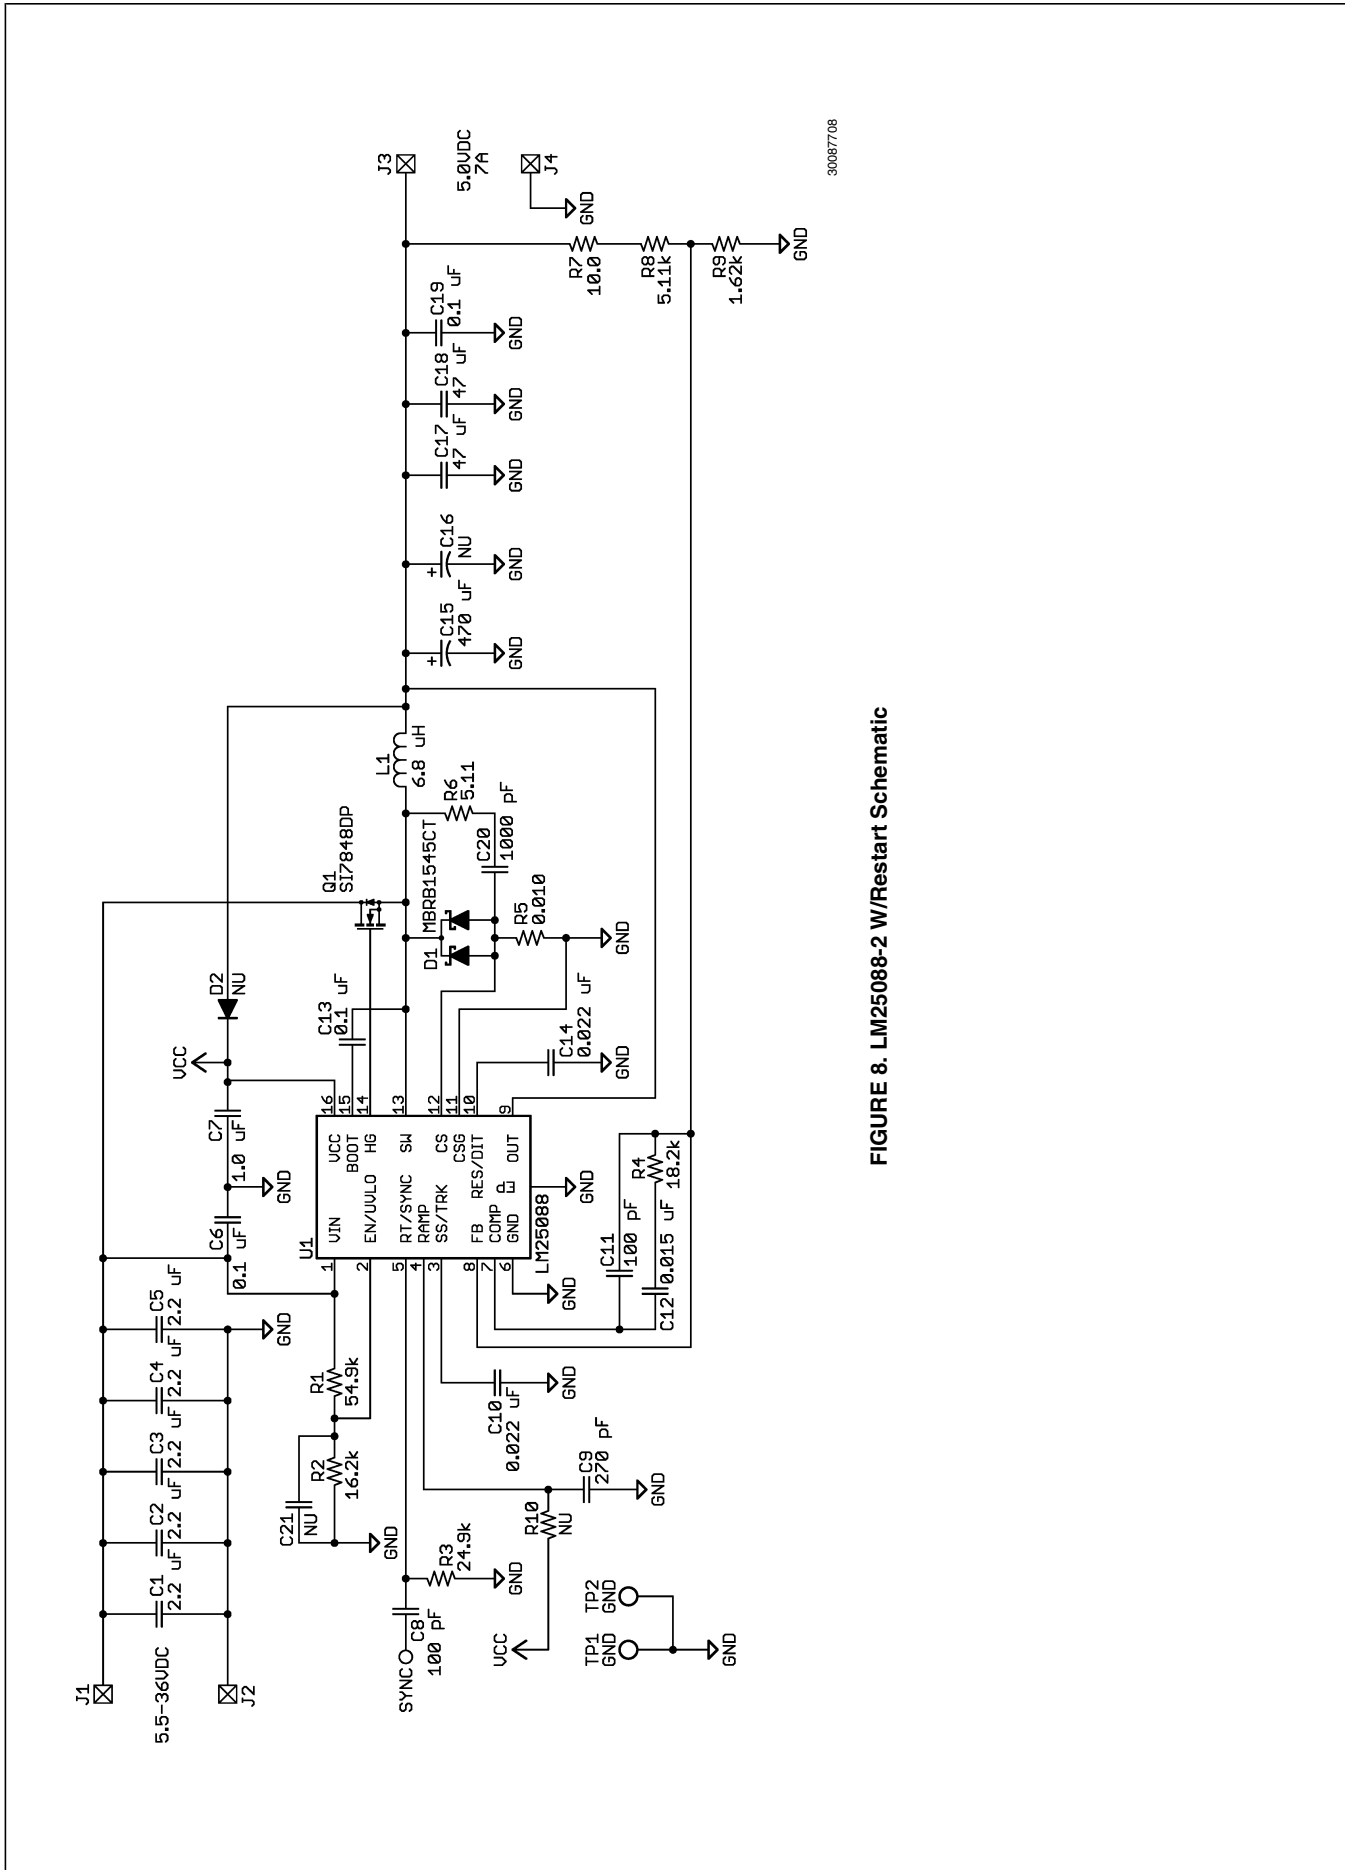 J1
5.5-36VDC
J2
C1
2.2 uF
C2
2.2 uF
C3
2.2 uF
C4
2.2 uF
C5
2.2 uF
GND
C6
0.1 uF
GND
C7
1.0 uF
VCC
D2
NU
C21
NU
R2
16.2k
GND
R1
54.9k
SYNC
C8
100 pF
R3
24.9k
GND
VCC
R10
NU
C9
270 pF
GND
C10
0.022 uF
GND
TP1
GND
TP2
GND
GND
U1
1 VIN
2 EN/UVLO
5 RT/SYNC
4 RAMP
3 SS/TRK
8 FB
7 COMP
6 GND
EP
VCC 16
BOOT 15
HG 14
SW 13
CS 12
CSG 11
RES/DIT 10
OUT 9
LM25088
GND
GND
C11
100 pF
C12
0.015 uF
R4
18.2k
C13
0.1 uF
Q1
SI7848DP
D1
MBRB1545CT
R5
0.010
GND
C14
0.022 uF
GND
R6
5.11
C20
1000 pF
L1
6.8 uH
C15
470 uF
+
GND
C16
NU
+
GND
C17
47 uF
GND
C18
47 uF
GND
C19
0.1 uF
GND
R7
10.0
R8
5.11k
R9
1.62k
GND
J3
5.0VDC
7A
J4
GND
30087708
FIGURE 8. LM25088-2 W/Restart Schematic